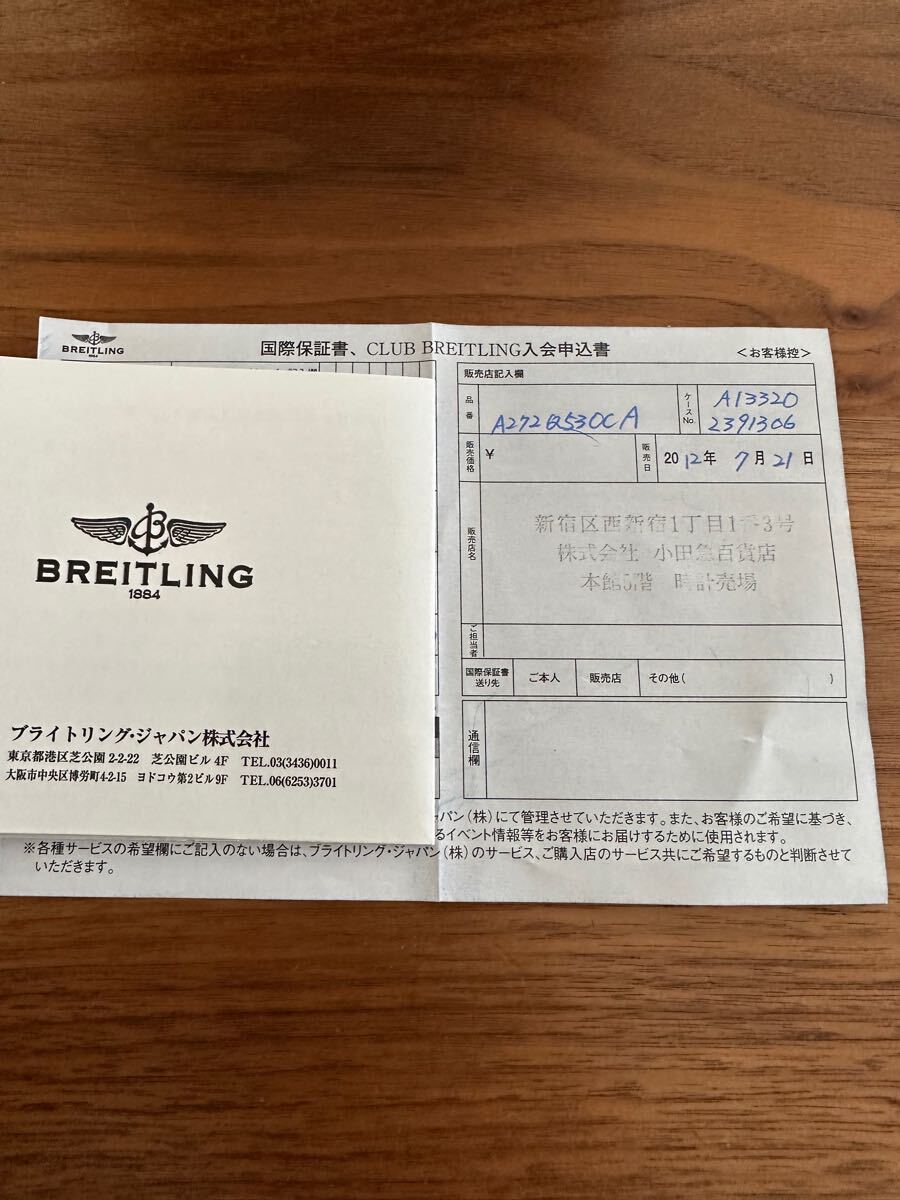 BREITLING
1884
国際保証書、CLUB BREITLING入会申込書
<お客様控>
販売店記入欄
品番
A272Q53OCA
ケースNo.
A13320
2391306
販売価格
¥
販売日
2012年 7月21日
販売店名
新宿区西新宿1丁目1番3号
株式会社 小田急百貨店
本館5階 時計売場
ご担当者
国際保証書送り先
ご本人
販売店
その他( )
通信欄
BREITLING
1884
ブライトリング・ジャパン株式会社
東京都港区芝公園2-2-22 芝公園ビル4F TEL.03(3436)0011
大阪市中央区博労町4-2-15 ヨドコウ第2ビル9F TEL.06(6253)3701
パン(株)にて管理させていただきます。また、お客様のご希望に基づき、
るイベント情報等をお客様にお届けするために使用されます。
※各種サービスの希望欄にご記入のない場合は、ブライトリング・ジャパン(株)のサービス、ご購入店のサービス共にご希望するものと判断させて
いただきます。